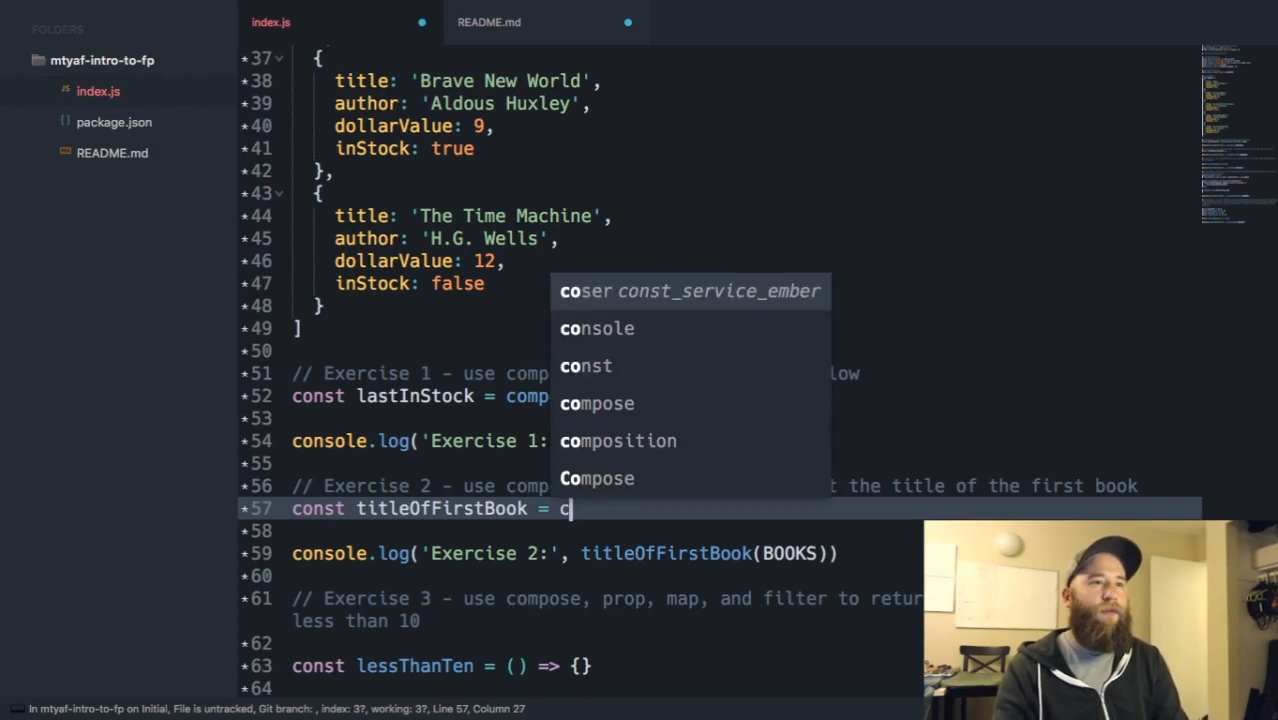 FOLDERS
mtyaf-intro-to-fp
JS index.js
{} package.json
README.md
index.js
README.md
*37 {
*38 title: 'Brave New World',
*39 author: 'Aldous Huxley',
*40 dollarValue: 9,
*41 inStock: true
*42 },
*43 {
*44 title: 'The Time Machine',
*45 author: 'H.G. Wells',
*46 dollarValue: 12,
*47 inStock: false
*48 }
*49 ]
*50
*51 // Exercise 1 - use comp low
*52 const lastInStock = comp
*53
*54 console.log('Exercise 1:
*55
*56 // Exercise 2 - use comp t the title of the first book
*57 const titleOfFirstBook = c
*58
*59 console.log('Exercise 2:', titleOfFirstBook(BOOKS))
*60
*61 // Exercise 3 - use compose, prop, map, and filter to retur
less than 10
*62
*63 const lessThanTen = () => {}
*64
coser const_service_ember
console
const
compose
composition
Compose
In mtyaf-intro-to-fp on Initial, File is untracked, Git branch: , index: 3?, working: 3?, Line 57, Column 27